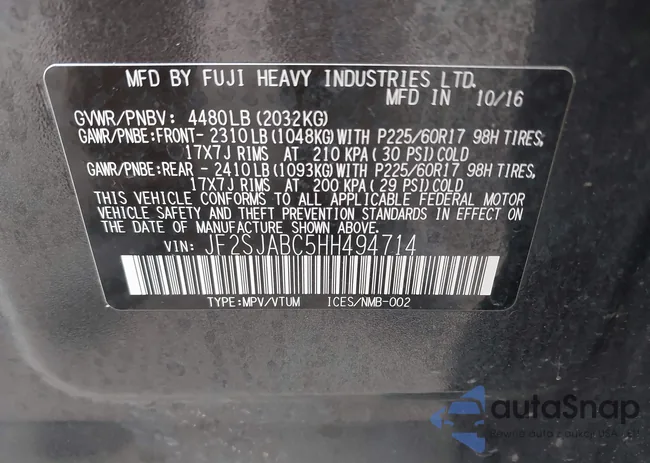 MFD BY FUJI HEAVY INDUSTRIES LTD.
MFD IN 10/16
GVWR/PNBV: 4480LB (2032KG)
GAWR/PNBE:FRONT- 2310LB (1048KG) WITH P225/60R17 98H TIRES,
17X7J RIMS AT 210 KPA( 30 PSI) COLD
GAWR/PNBE:REAR - 2410LB (1093KG) WITH P225/60R17 98H TIRES,
17X7J RIMS AT 200 KPA( 29 PSI) COLD
THIS VEHICLE CONFORMS TO ALL APPLICABLE FEDERAL MOTOR
VEHICLE SAFETY AND THEFT PREVENTION STANDARDS IN EFFECT
ON THE DATE OF MANUFACTURE SHOWN ABOVE.
VIN: JF2SJABC5HH494714
TYPE:MPV/VTUM ICES/NMB-002
autaSnap
auta z aukcji USA